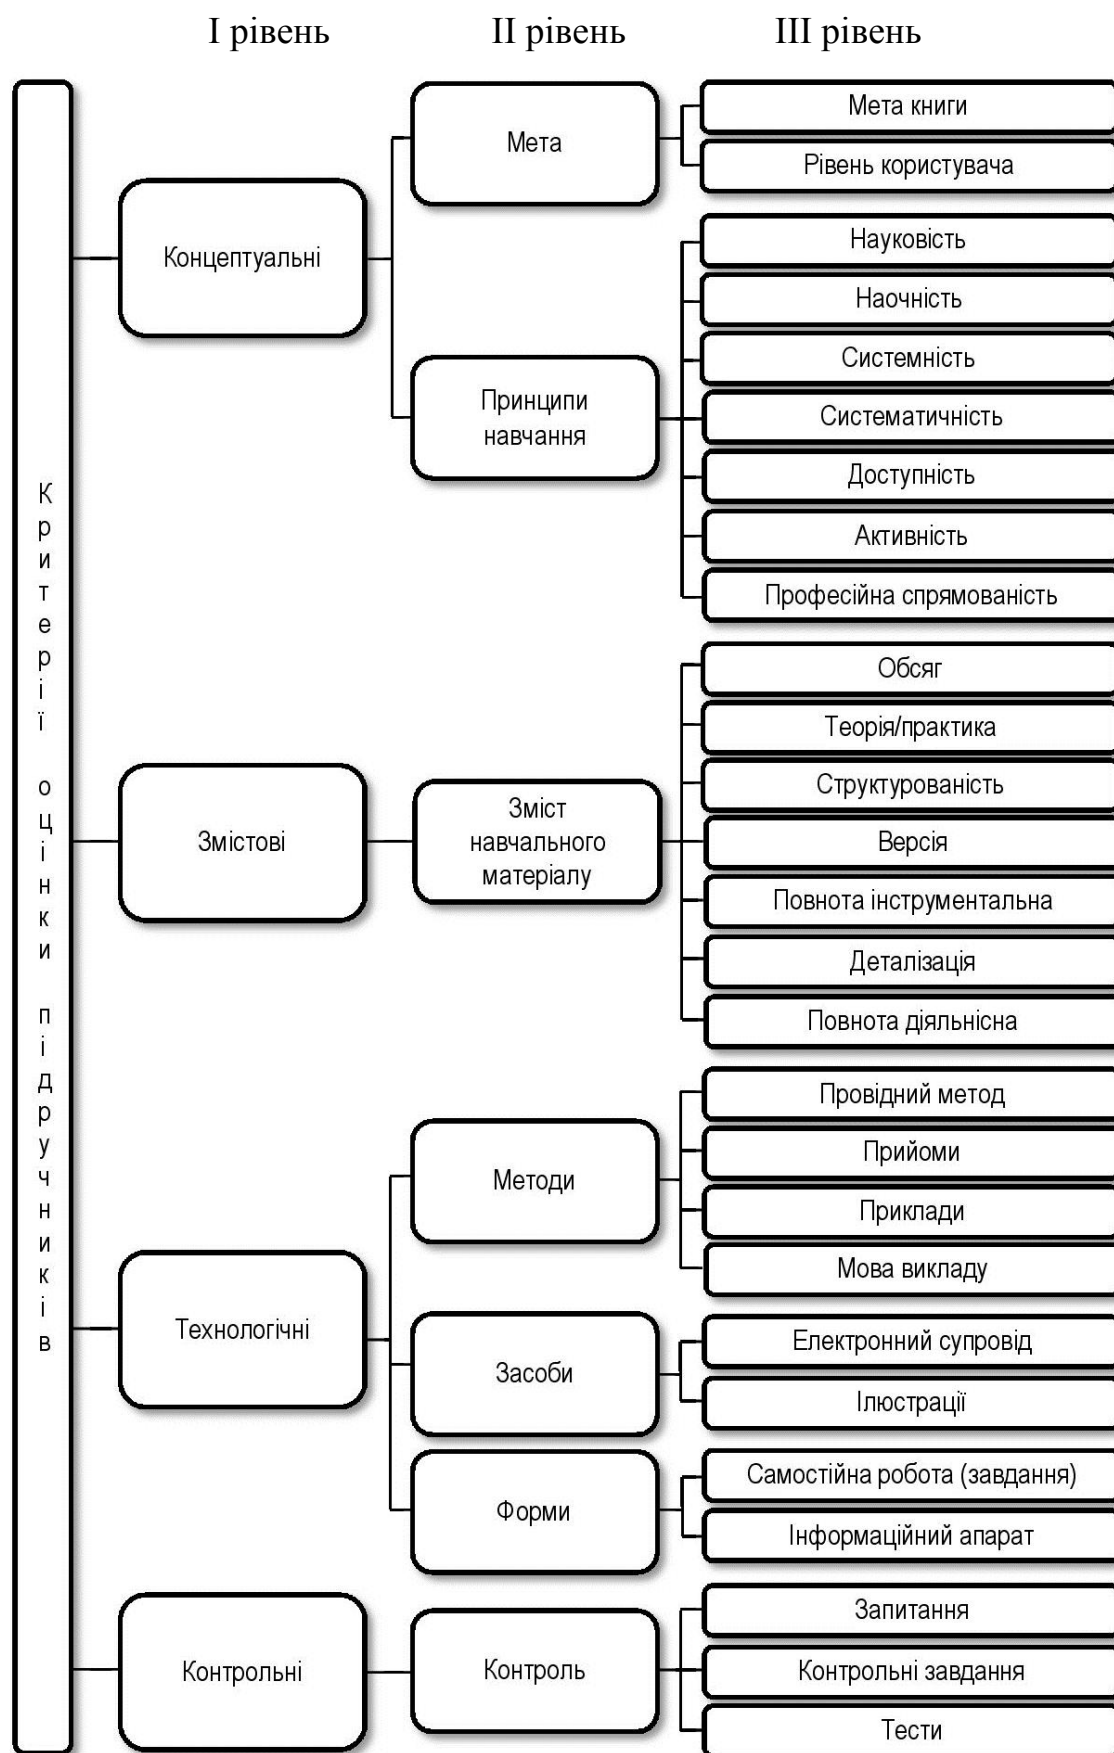 І рівень ІІ рівень ІІІ рівень
Критерії оцінки підручників
Концептуальні
Мета
Мета книги
Рівень користувача
Принципи
навчання
Науковість
Наочність
Системність
Систематичність
Доступність
Активність
Професійна спрямованість
Змістові
Зміст
навчального
матеріалу
Обсяг
Теорія/практика
Структурованість
Версія
Повнота інструментальна
Деталізація
Повнота діяльнісна
Технологічні
Методи
Провідний метод
Прийоми
Приклади
Мова викладу
Засоби
Електронний супровід
Ілюстрації
Форми
Самостійна робота (завдання)
Інформаційний апарат
Контрольні
Контроль
Запитання
Контрольні завдання
Тести